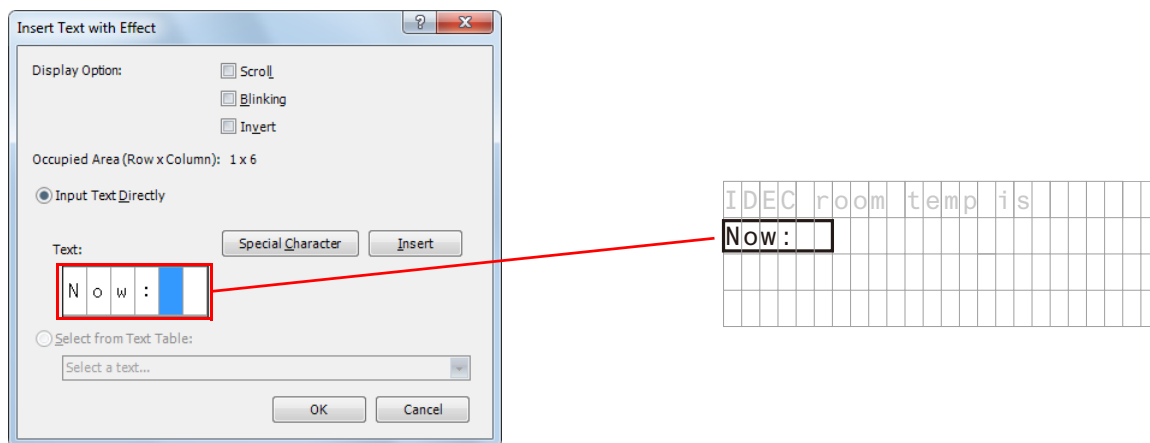 Insert Text with Effect
Display Option:
Scroll
Blinking
Invert
Occupied Area (Row x Column): 1 x 6
Input Text Directly
Text:
Special Character
Insert
Now:
Select from Text Table:
Select a text...
OK
Cancel
IDEC room temp is
Now: